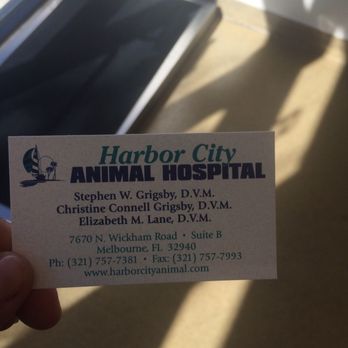 Harbor City
ANIMAL HOSPITAL
Stephen W. Grigsby, D.V.M.
Christine Connell Grigsby, D.V.M.
Elizabeth M. Lane, D.V.M.
7670 N. Wickham Road • Suite B
Melbourne, FL 32940
Ph: (321) 757-7381 • Fax: (321) 757-7993
www.harborcityanimal.com